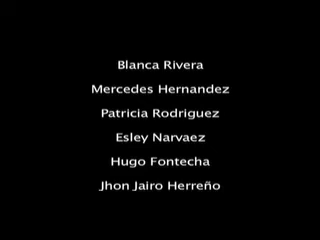 Blanca Rivera
Mercedes Hernandez
Patricia Rodriguez
Esley Narvaez
Hugo Fontecha
Jhon Jairo Herreño